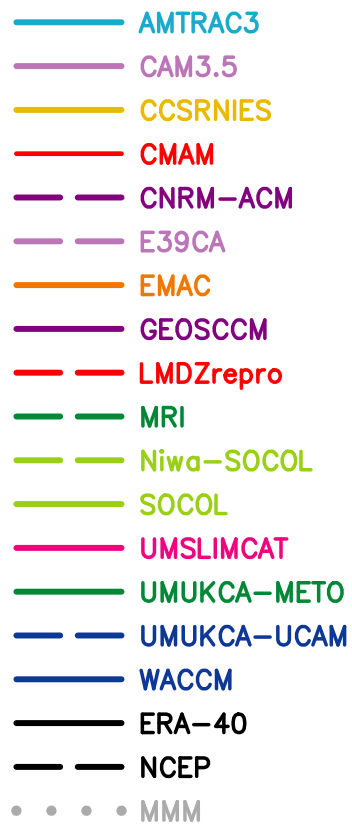 AMTRAC3
CAM3.5
CCSRNIES
CMAM
CNRM-ACM
E39CA
EMAC
GEOSCCM
LMDZrepro
MRI
Niwa-SOCOL
SOCOL
UMSLIMCAT
UMUKCA-METO
UMUKCA-UCAM
WACCM
ERA-40
NCEP
MMM